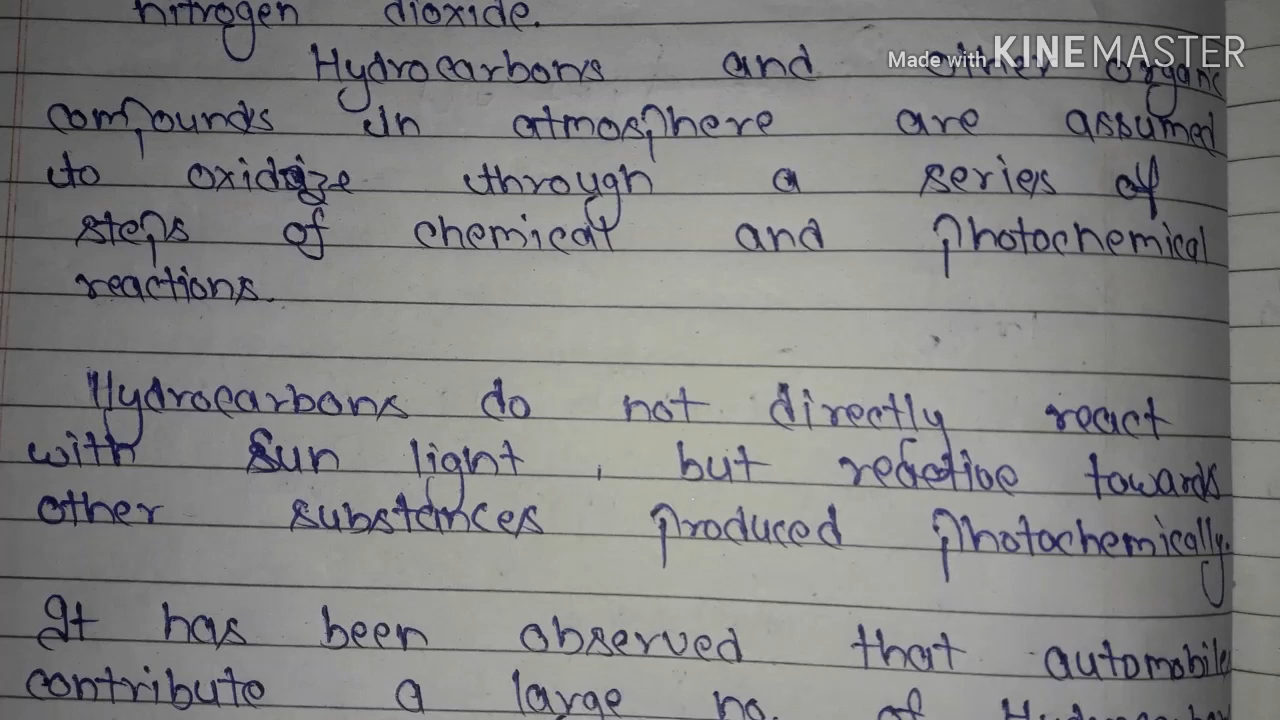 nitrogen dioxide.
Made with KINEMASTER
Hydrocarbons and other organic
compounds in atmosphere are assumed
to oxidize through a series of
steps of chemical and photochemical
reactions.
Hydrocarbons do not directly react
with Sun light, but reactive towards
other substances produced photochemically.
It has been observed that automobile
contribute a large no. of